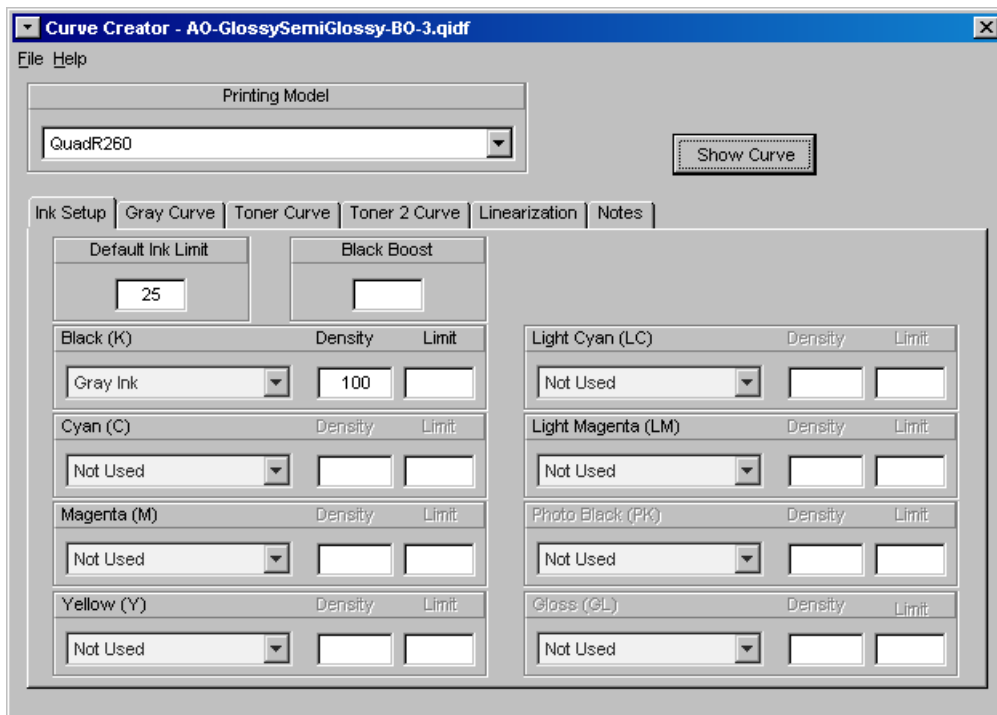 Curve Creator - AO-GlossySemiGlossy-BO-3.qidf
File Help
Printing Model
QuadR260
Show Curve
Ink Setup Gray Curve Toner Curve Toner 2 Curve Linearization Notes
Default Ink Limit Black Boost
25
Black (K) Density Limit Light Cyan (LC) Density Limit
Gray Ink 100 Not Used
Cyan (C) Density Limit Light Magenta (LM) Density Limit
Not Used Not Used
Magenta (M) Density Limit Photo Black (PK) Density Limit
Not Used Not Used
Yellow (Y) Density Limit Gloss (GL) Density Limit
Not Used Not Used